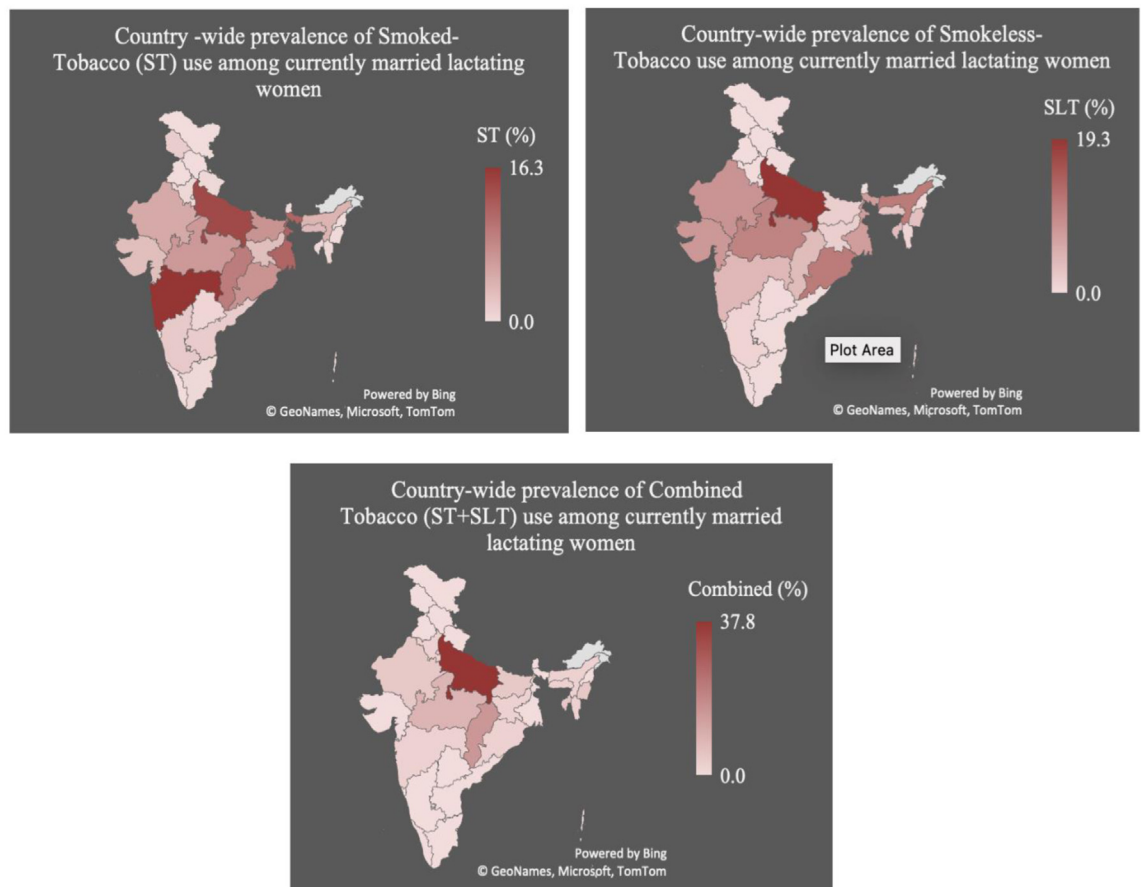 Country -wide prevalence of Smoked-
Tobacco (ST) use among currently married lactating
women
ST (%)
16.3
0.0
Powered by Bing
© GeoNames, Microsoft, TomTom
Country-wide prevalence of Smokeless-
Tobacco use among currently married lactating women
SLT (%)
19.3
0.0
Plot Area
Powered by Bing
© GeoNames, Microsoft, TomTom
Country-wide prevalence of Combined
Tobacco (ST+SLT) use among currently married
lactating women
Combined (%)
37.8
0.0
Powered by Bing
© GeoNames, Microsoft, TomTom